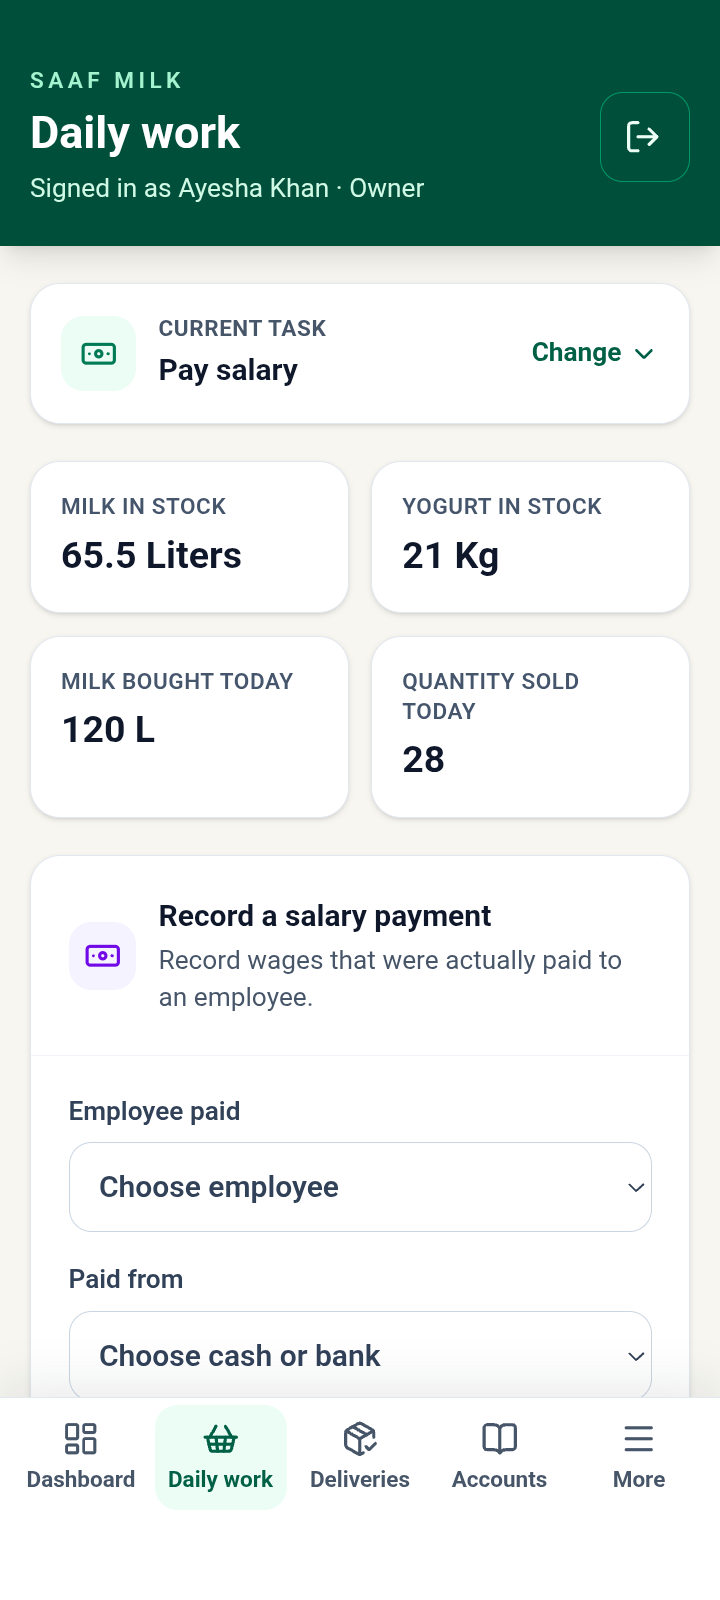 SAAF MILK
Daily work
Signed in as Ayesha Khan · Owner
CURRENT TASK
Pay salary
Change
MILK IN STOCK
65.5 Liters
YOGURT IN STOCK
21 Kg
MILK BOUGHT TODAY
120 L
QUANTITY SOLD
TODAY
28
Record a salary payment
Record wages that were actually paid to
an employee.
Employee paid
Choose employee
Paid from
Choose cash or bank
Dashboard
Daily work
Deliveries
Accounts
More